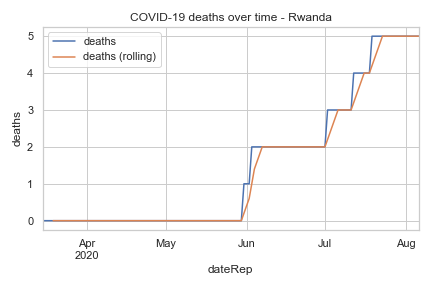 COVID-19 deaths over time - Rwanda
deaths
deaths (rolling)
deaths
5
4
3
2
1
0
Apr
2020
May
Jun
Jul
Aug
dateRep